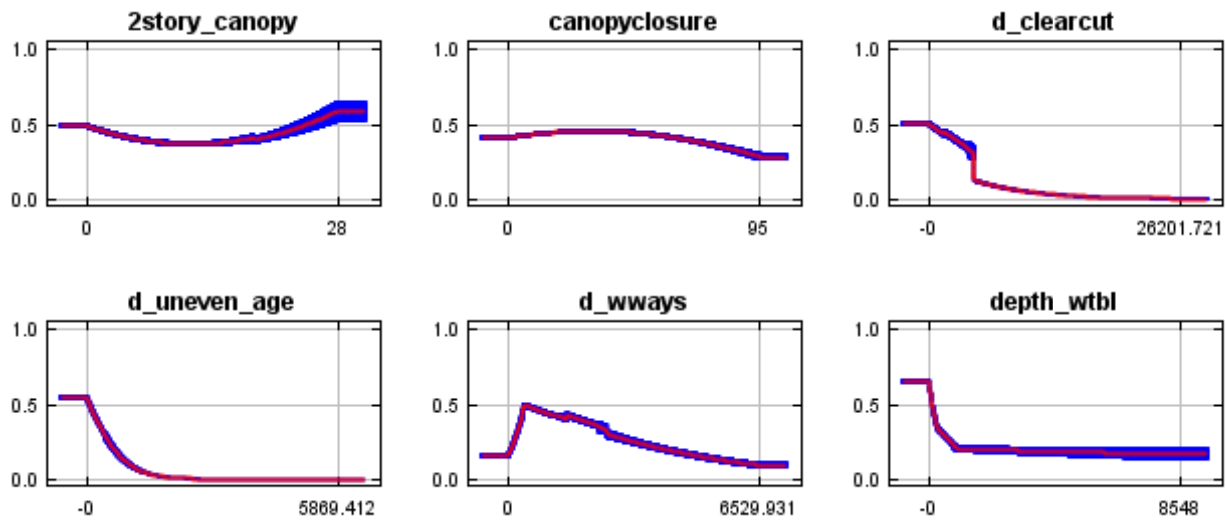 2story_canopy canopyclosure d_clearcut
1.0 1.0 1.0
0.5 0.5 0.5
0.0 0.0 0.0
0 28 0 95 -0 26201.721
d_uneven_age d_wways depth_wtbl
1.0 1.0 1.0
0.5 0.5 0.5
0.0 0.0 0.0
-0 5869.412 0 6529.931 -0 8548